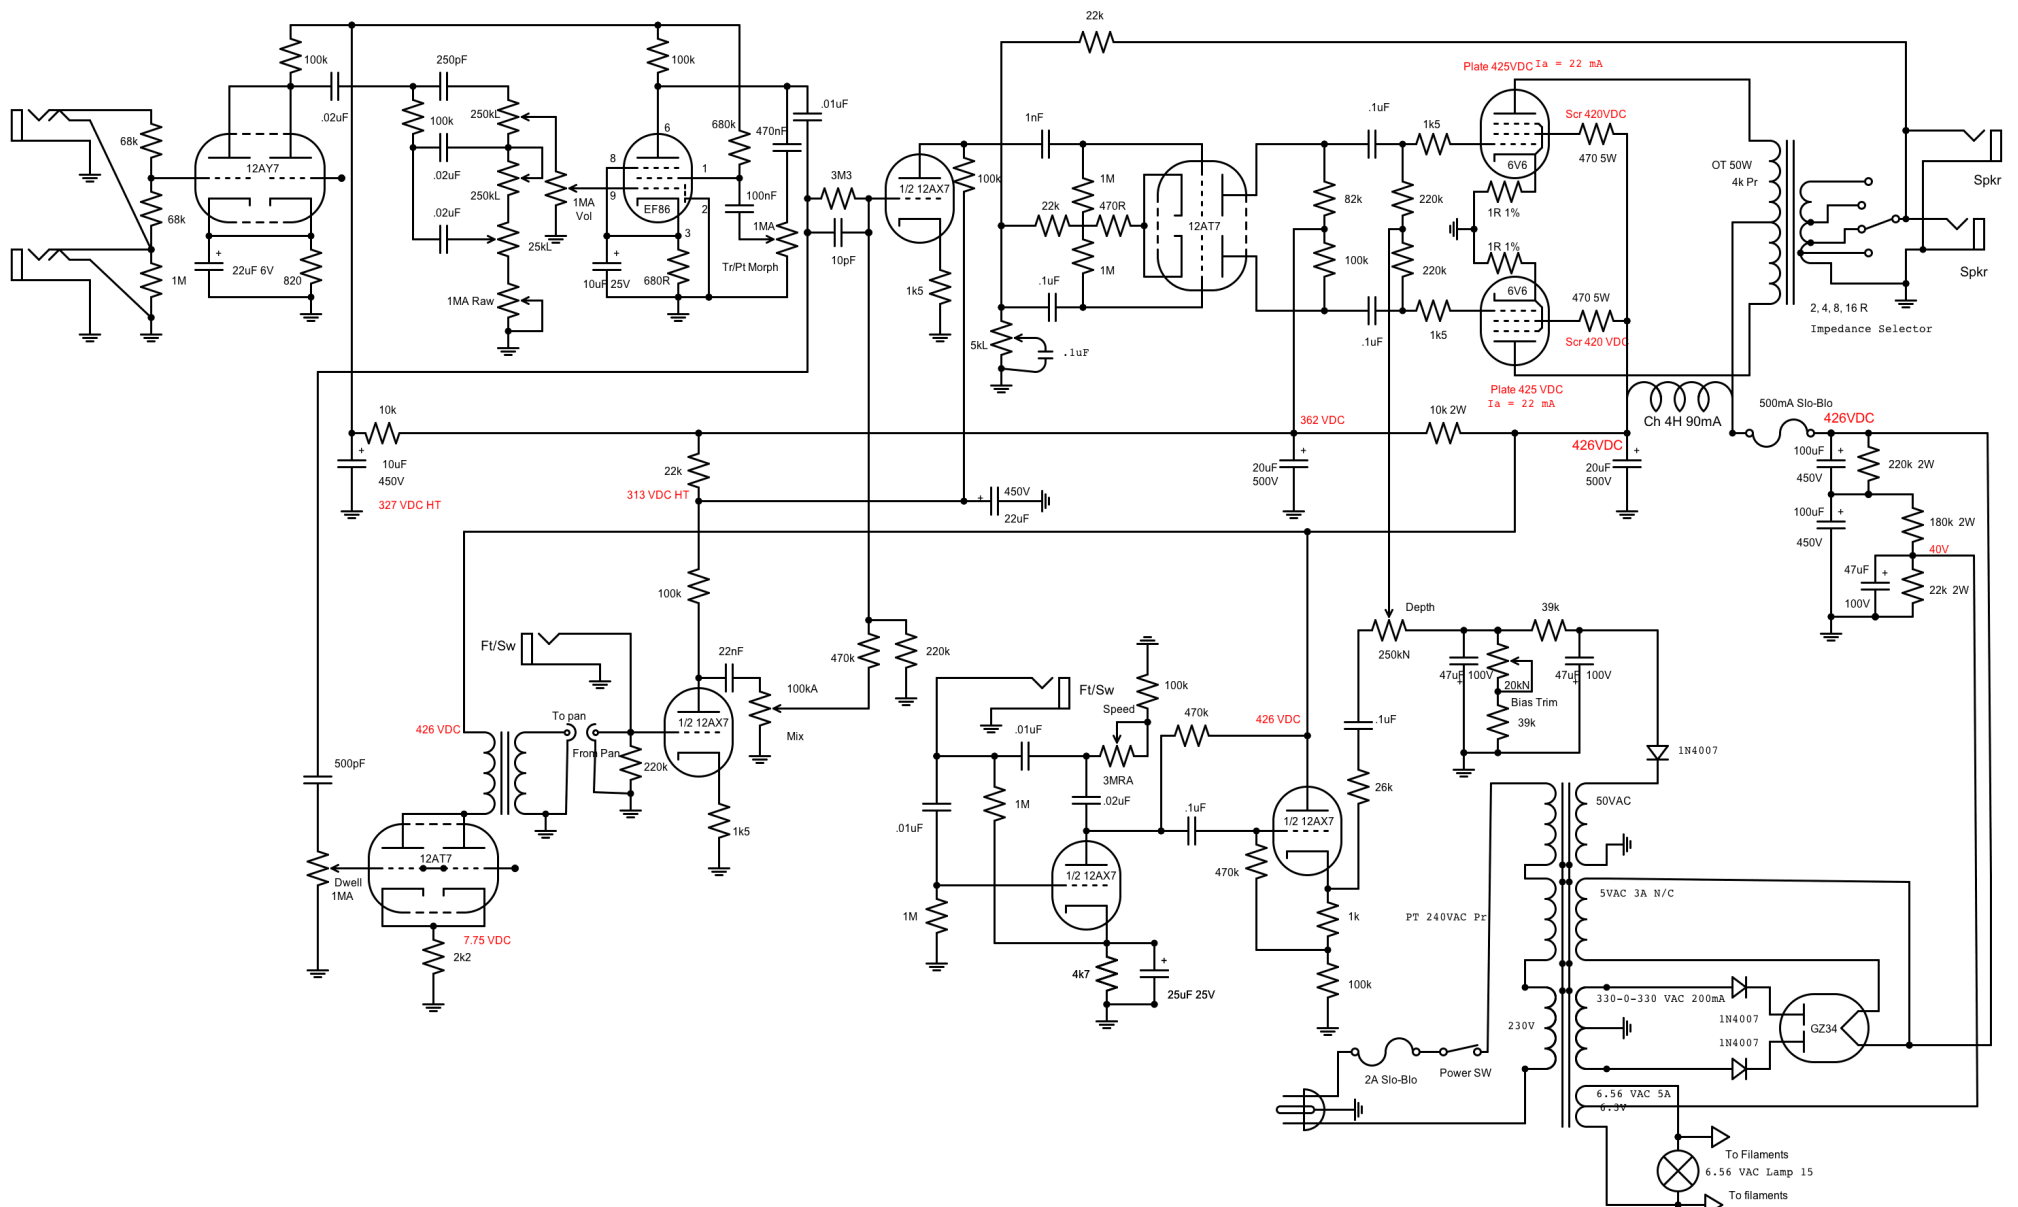 22k
100k
250pF
100k
.02uF
250kL
100k
68k
12AY7
.02uF
250kL
68k
.02uF
25kL
22uF 6V
820
1M
1MA Raw
1MA
Vol
6
8
9
1
2
3
EF86
680k
470nF
.01uF
100nF
1MA
Tr/Pt Morph
10uF 25V
680R
3M3
10pF
1/2 12AX7
100k
1k5
1nF
1M
22k
470R
1M
.1uF
5kL
.1uF
12AT7
82k
100k
.1uF
.1uF
220k
220k
1k5
1k5
Plate 425VDC
Ia = 22 mA
Scr 420VDC
470 5W
6V6
1R 1%
1R 1%
6V6
470 5W
Scr 420 VDC
Plate 425 VDC
Ia = 22 mA
OT 50W
4k Pr
2, 4, 8, 16 R
Impedance Selector
Spkr
Spkr
10k
10uF
450V
327 VDC HT
22k
313 VDC HT
450V
22uF
362 VDC
20uF
500V
10k 2W
Ch 4H 90mA
426VDC
20uF
500V
500mA Slo-Blo
426VDC
100uF
450V
220k 2W
100uF
450V
180k 2W
40V
47uF
100V
22k 2W
100k
Ft/Sw
22nF
100kA
Mix
1/2 12AX7
To pan
From Pan
220k
1k5
426 VDC
500pF
Dwell
1MA
12AT7
7.75 VDC
2k2
470k
220k
Ft/Sw
Speed
100k
.01uF
3MRA
470k
426 VDC
.01uF
1M
.02uF
.1uF
1/2 12AX7
1/2 12AX7
470k
1M
4k7
25uF 25V
1k
100k
Depth
250kN
.1uF
26k
39k
47uF 100V
20kN
Bias Trim
39k
47uF 100V
1N4007
50VAC
5VAC 3A N/C
PT 240VAC Pr
230V
330-0-330 VAC 200mA
1N4007
1N4007
GZ34
2A Slo-Blo
Power SW
6.56 VAC 5A
6.3V
To Filaments
6.56 VAC Lamp 15
To filaments